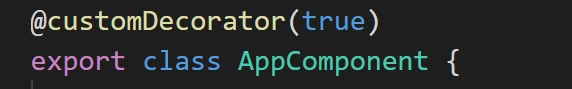 @customDecorator(true)
export class AppComponent {